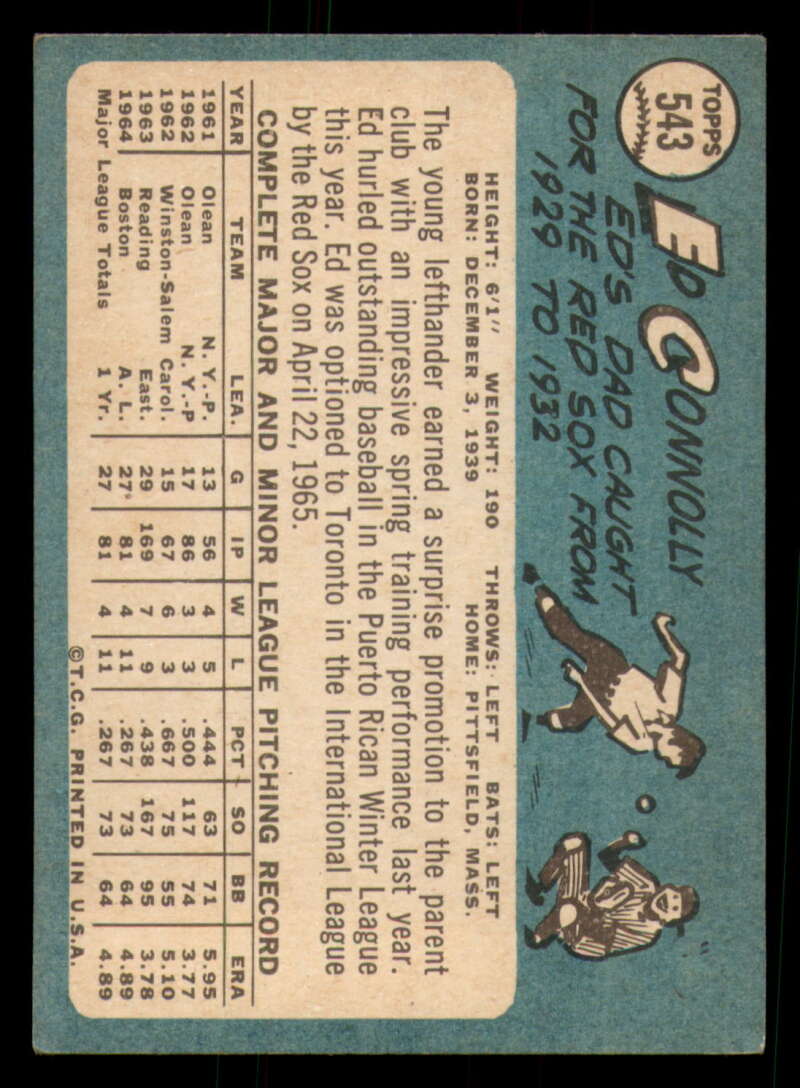 TOPPS
543
ED CONNOLLY
ED'S DAD CAUGHT
FOR THE RED SOX FROM
1929 TO 1932
HEIGHT: 6'1" WEIGHT: 190 THROWS: LEFT BATS: LEFT
BORN: DECEMBER 3, 1939 HOME: PITTSFIELD, MASS.
The young lefthander earned a surprise promotion to the parent
club with an impressive spring training performance last year.
Ed hurled outstanding baseball in the Puerto Rican Winter League
this year. Ed was optioned to Toronto in the International League
by the Red Sox on April 22, 1965.
COMPLETE MAJOR AND MINOR LEAGUE PITCHING RECORD
YEAR TEAM LEA. G IP W L PCT SO BB ERA
1961 Olean N. Y.-P. 13 56 4 5 .444 63 71 5.95
1962 Olean N. Y.-P 17 86 3 3 .500 117 74 3.77
1962 Winston-Salem Carol. 15 67 6 3 .667 75 55 5.10
1963 Reading East. 29 169 7 9 .438 167 95 3.78
1964 Boston A. L. 27 81 4 11 .267 73 64 4.89
Major League Totals 1 Yr. 27 81 4 11 .267 73 64 4.89
©T.C.G. PRINTED IN U.S.A.